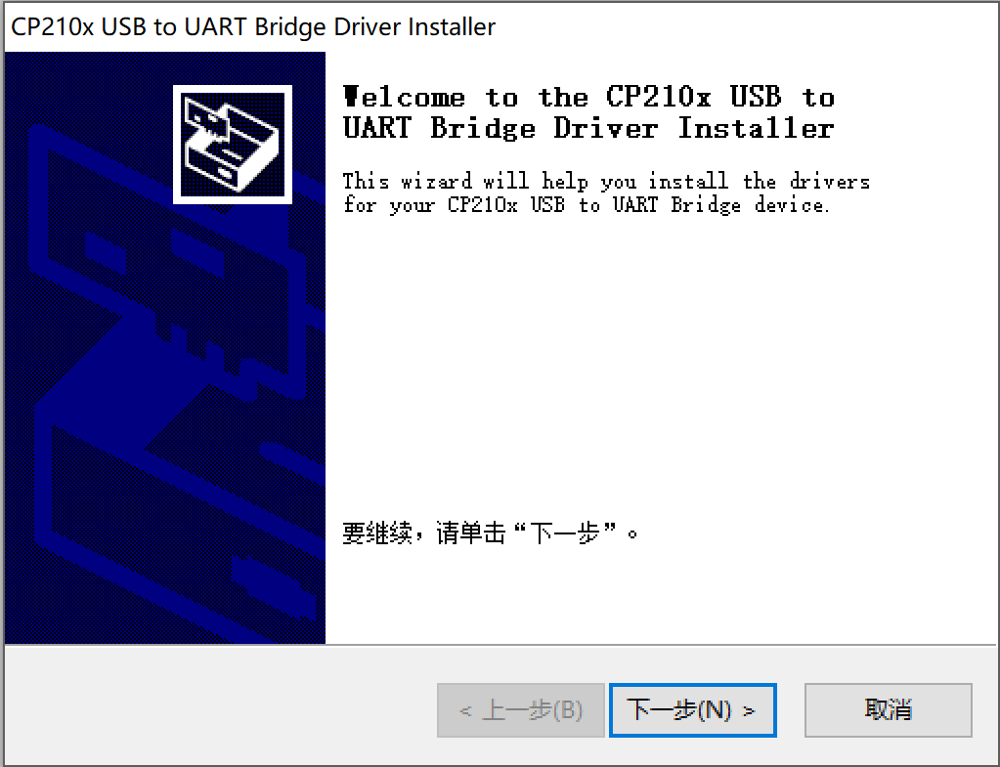 CP210x USB to UART Bridge Driver Installer
Welcome to the CP210x USB to
UART Bridge Driver Installer
This wizard will help you install the drivers
for your CP210x USB to UART Bridge device.
要继续，请单击“下一步”。
< 上一步(B)
下一步(N) >
取消